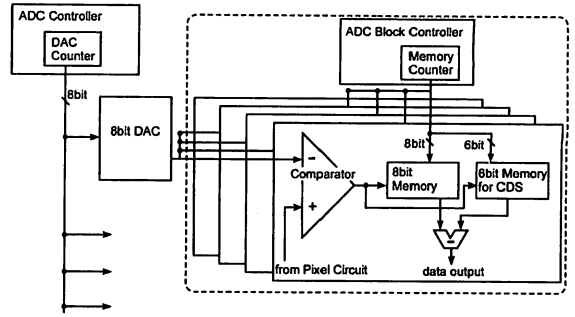 ADC Controller
DAC
Counter
8bit
8bit DAC
ADC Block Controller
Memory
Counter
8bit
6bit
Comparator
8bit
Memory
6bit Memory
for CDS
from Pixel Circuit
data output